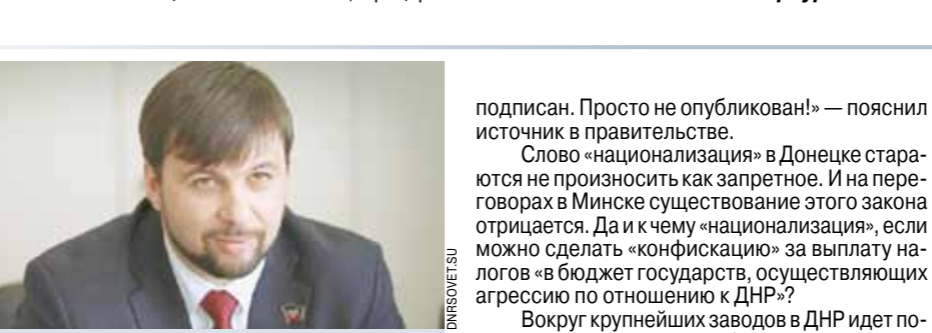 DNRSOVET.SU
подписан. Просто не опубликован!» — пояснил
источник в правительстве.
Слово «национализация» в Донецке стара-
ются не произносить как запретное. И на пере-
говорах в Минске существование этого закона
отрицается. Да и к чему «национализация», если
можно сделать «конфискацию» за выплату на-
логов «в бюджет государств, осуществляющих
агрессию по отношению к ДНР»?
Вокруг крупнейших заводов в ДНР идет по-